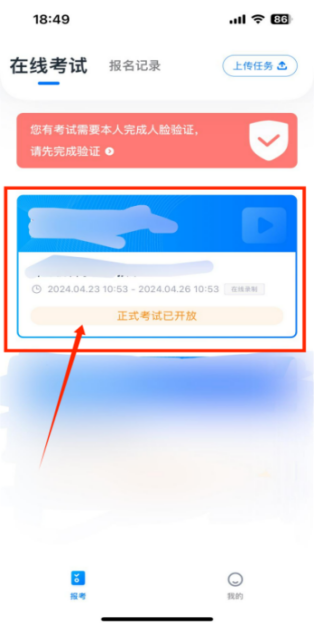 18:49
86
在线考试 报名记录 上传任务
您有考试需要本人完成人脸验证,
请先完成验证
2024.04.23 10:53 ~ 2024.04.26 10:53 在线录制
正式考试已开放
报考 我的